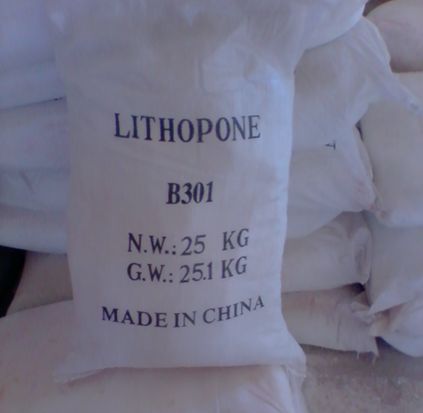 LITHOPONE
B301
N.W.: 25 KG
G.W.: 25.1 KG
MADE IN CHINA